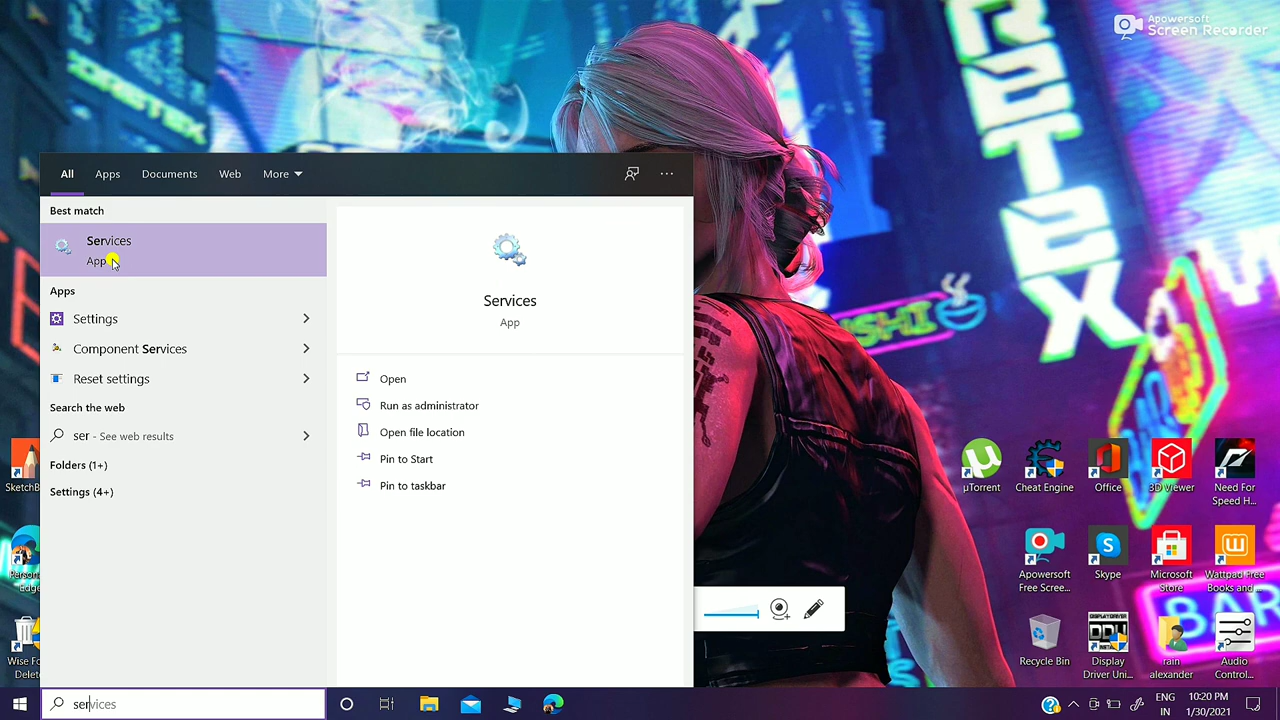 Apowersoft
Screen Recorder
RETEX
All Apps Documents Web More
Best match
Services
App
Apps
Settings
Component Services
Reset settings
Search the web
ser - See web results
Folders (1+)
Settings (4+)
Services
App
Open
Run as administrator
Open file location
Pin to Start
Pin to taskbar
SketchB
Person
Edge
Wise Fo
Delet
µTorrent
Cheat Engine
Office
3D Viewer
Need For
Speed H...
Apowersoft
Free Scree...
Skype
Microsoft
Store
Wattpad Free
Books and ...
BAR
Recycle Bin
Display
Driver Uni...
rain
alexander
Audio
Control...
services
ENG
IN
10:20 PM
1/30/2021